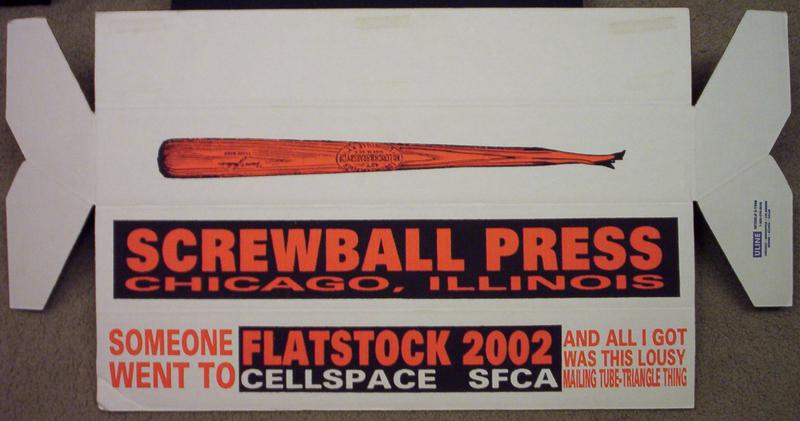 SCREWBALL PRESS
CHICAGO, ILLINOIS
SOMEONE
WENT TO
FLATSTOCK 2002
CELLSPACE SFCA
AND ALL I GOT
WAS THIS LOUSY
MAILING TUBE-TRIANGLE THING
ULINE